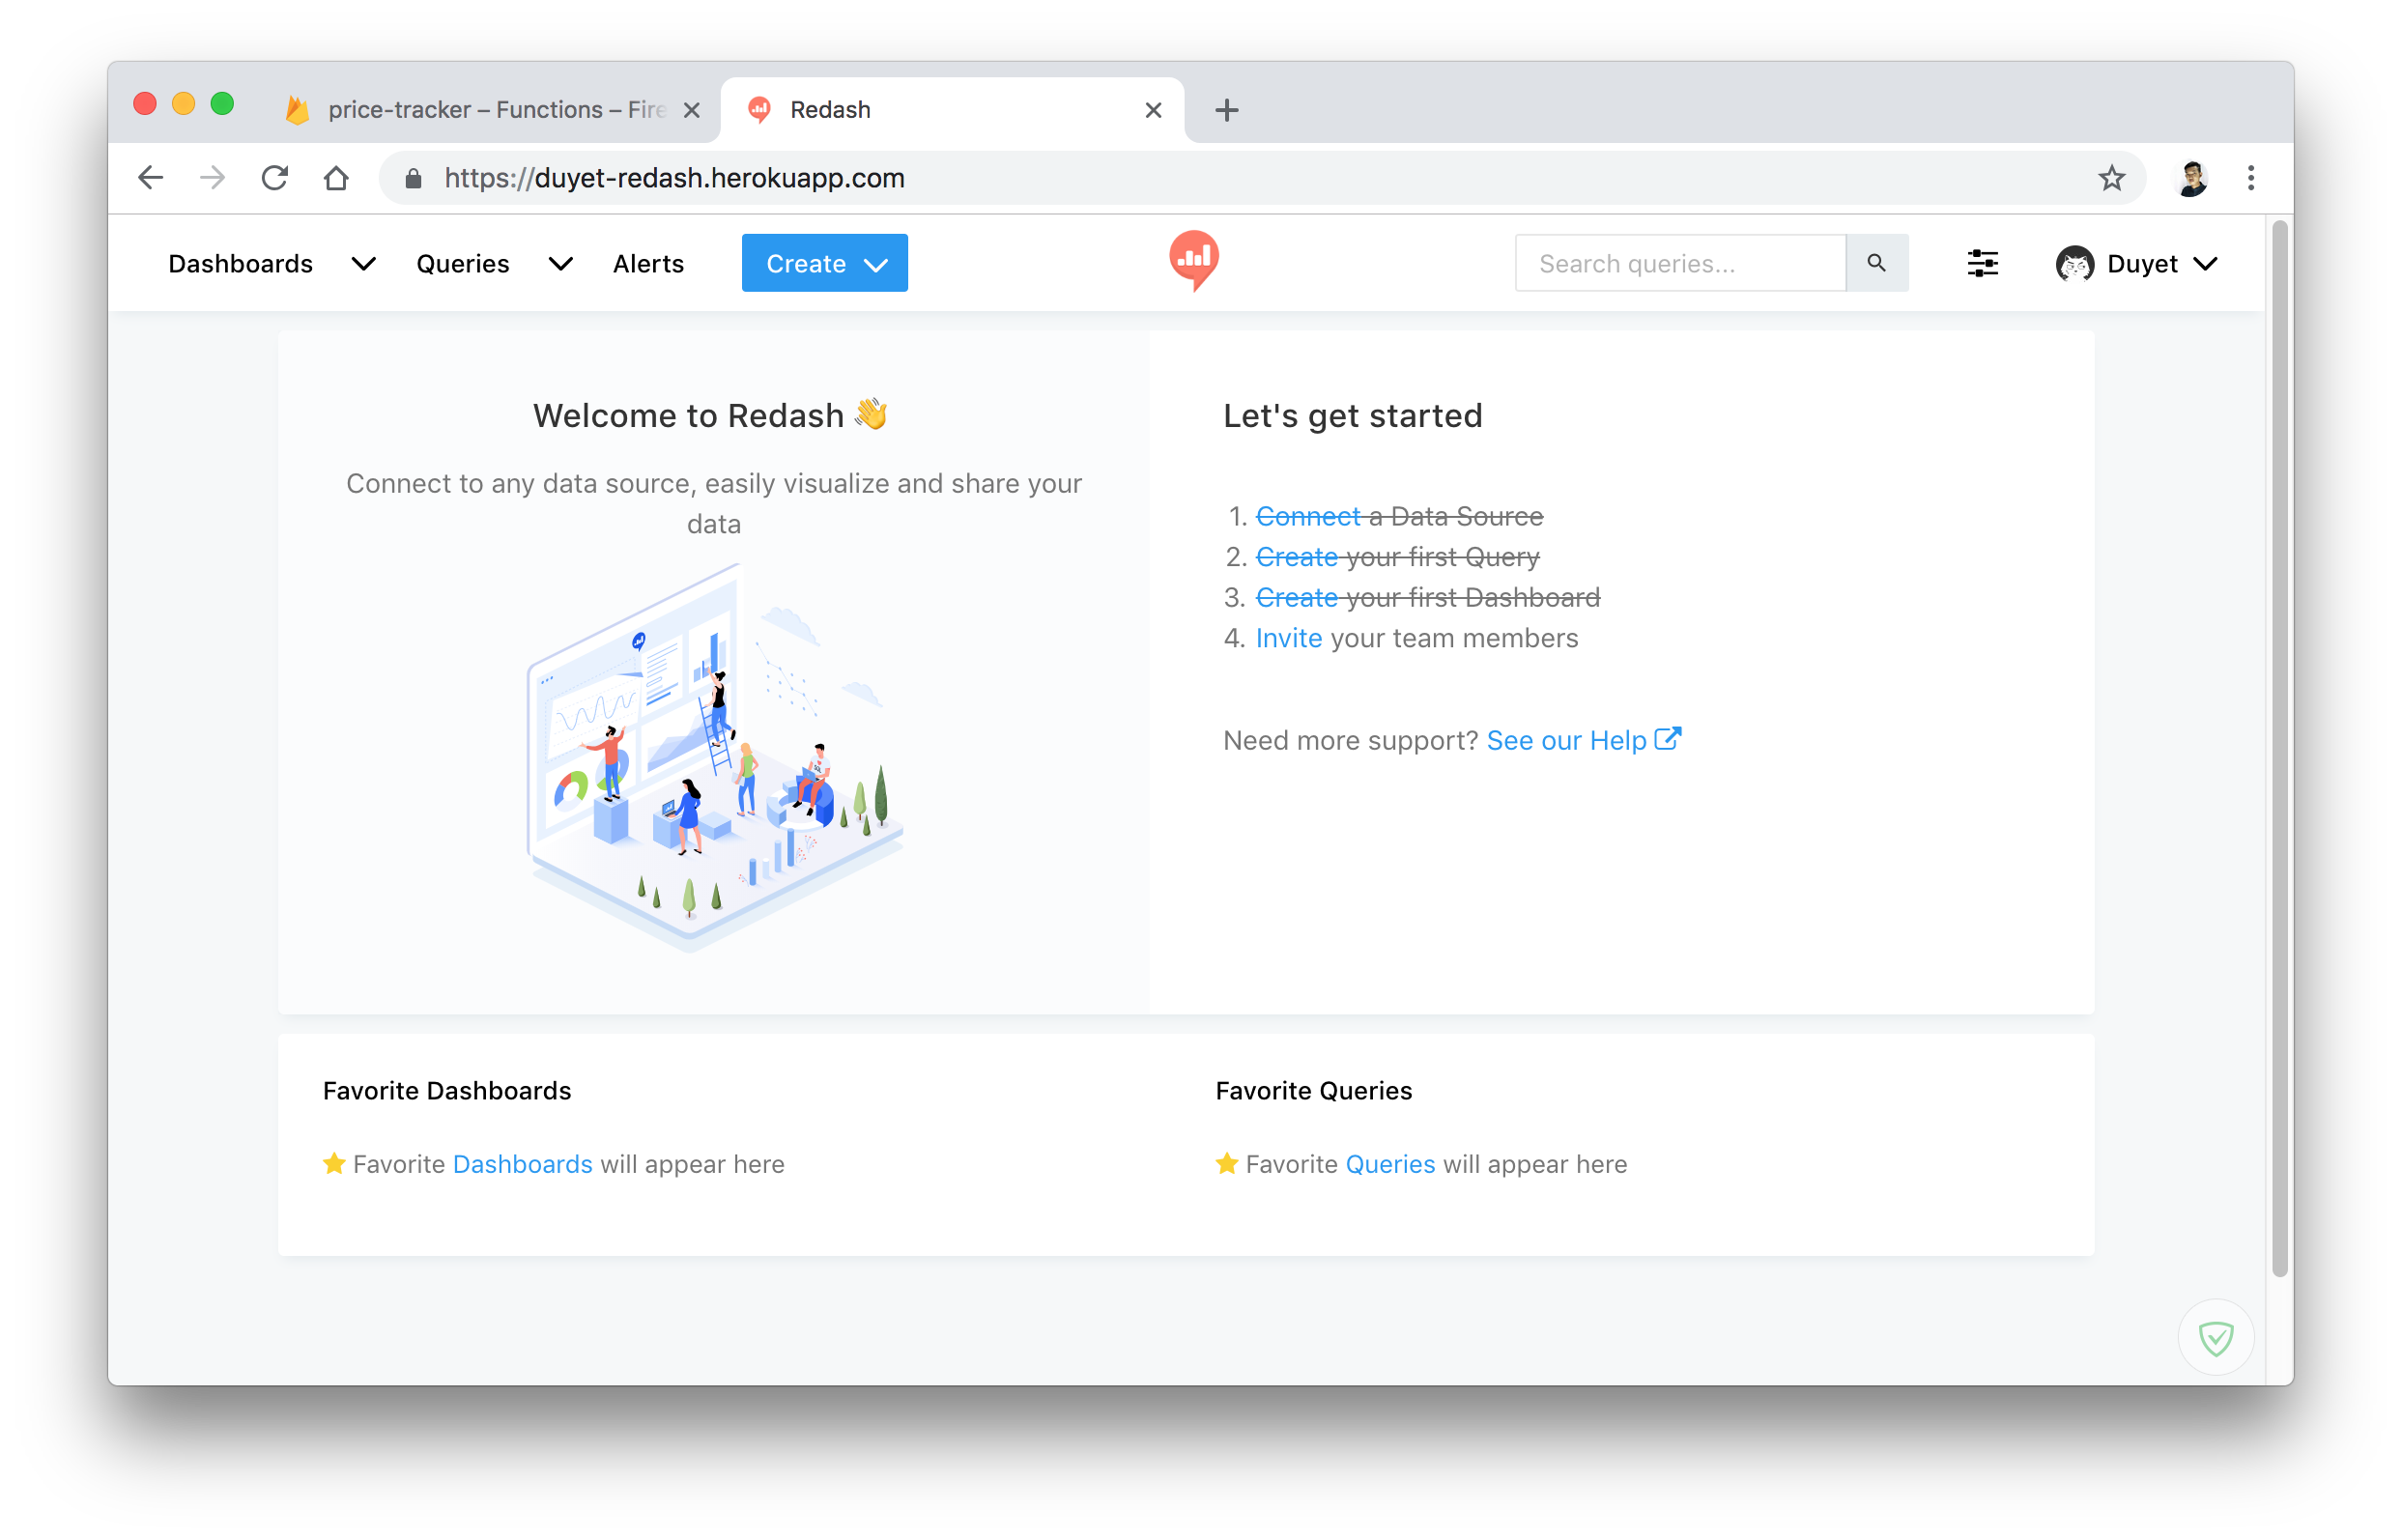 price-tracker – Functions – Fire
Redash
https://duyet-redash.herokuapp.com
Dashboards Queries Alerts Create Search queries... Duyet
Welcome to Redash 👋
Connect to any data source, easily visualize and share your
data
Let's get started
1. Connect a Data Source
2. Create your first Query
3. Create your first Dashboard
4. Invite your team members
Need more support? See our Help
Favorite Dashboards
Favorite Dashboards will appear here
Favorite Queries
Favorite Queries will appear here